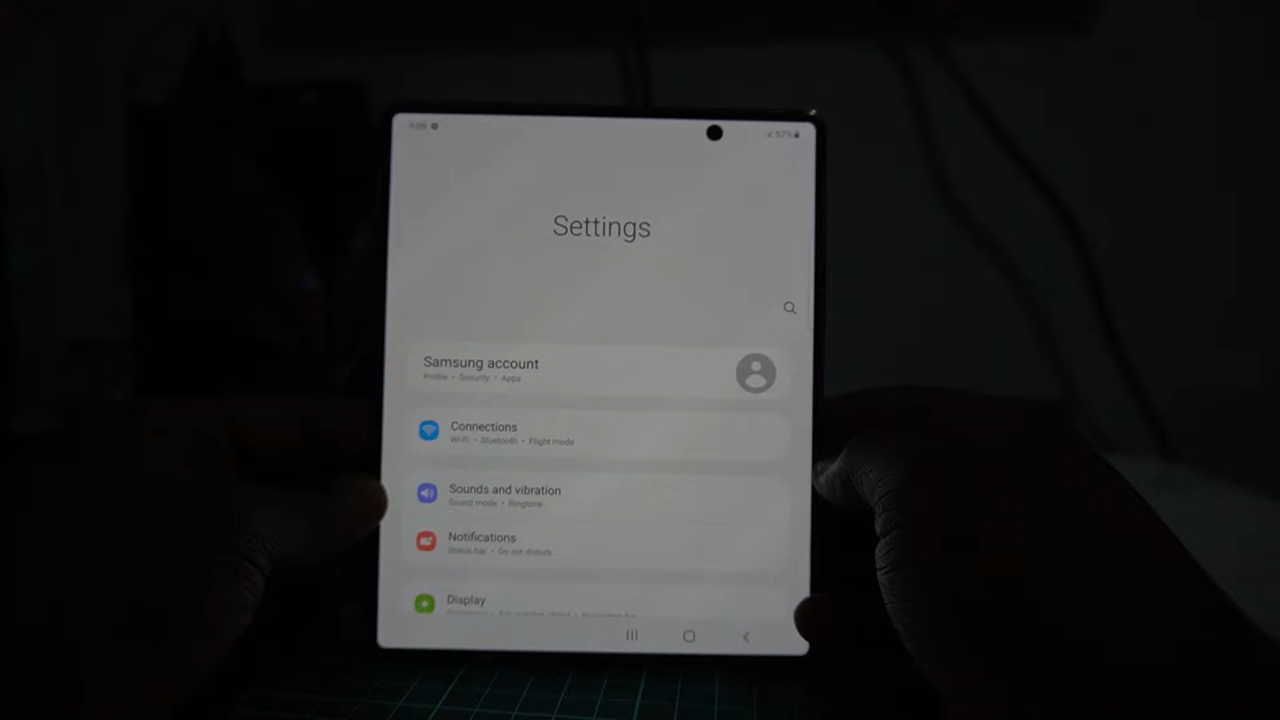 57%
Settings
Samsung account
Profile • Security • Apps
Connections
Wi-Fi • Bluetooth • Flight mode
Sounds and vibration
Sound mode • Ringtone
Notifications
Status bar • Do not disturb
Display